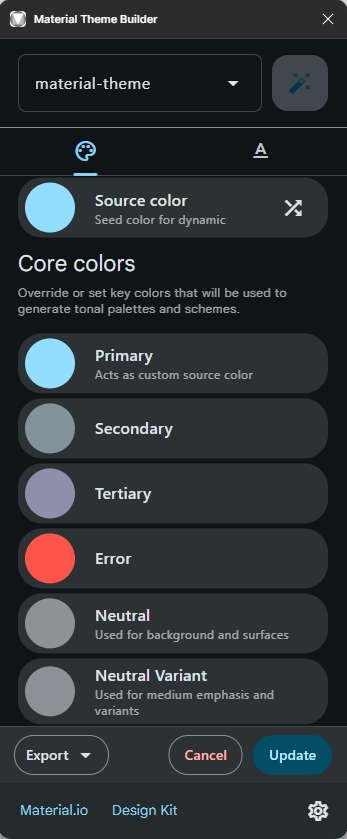 Material Theme Builder
material-theme
A
Source color
Seed color for dynamic
Core colors
Override or set key colors that will be used to
generate tonal palettes and schemes.
Primary
Acts as custom source color
Secondary
Tertiary
Error
Neutral
Used for background and surfaces
Neutral Variant
Used for medium emphasis and
variants
Export
Cancel
Update
Material.io
Design Kit